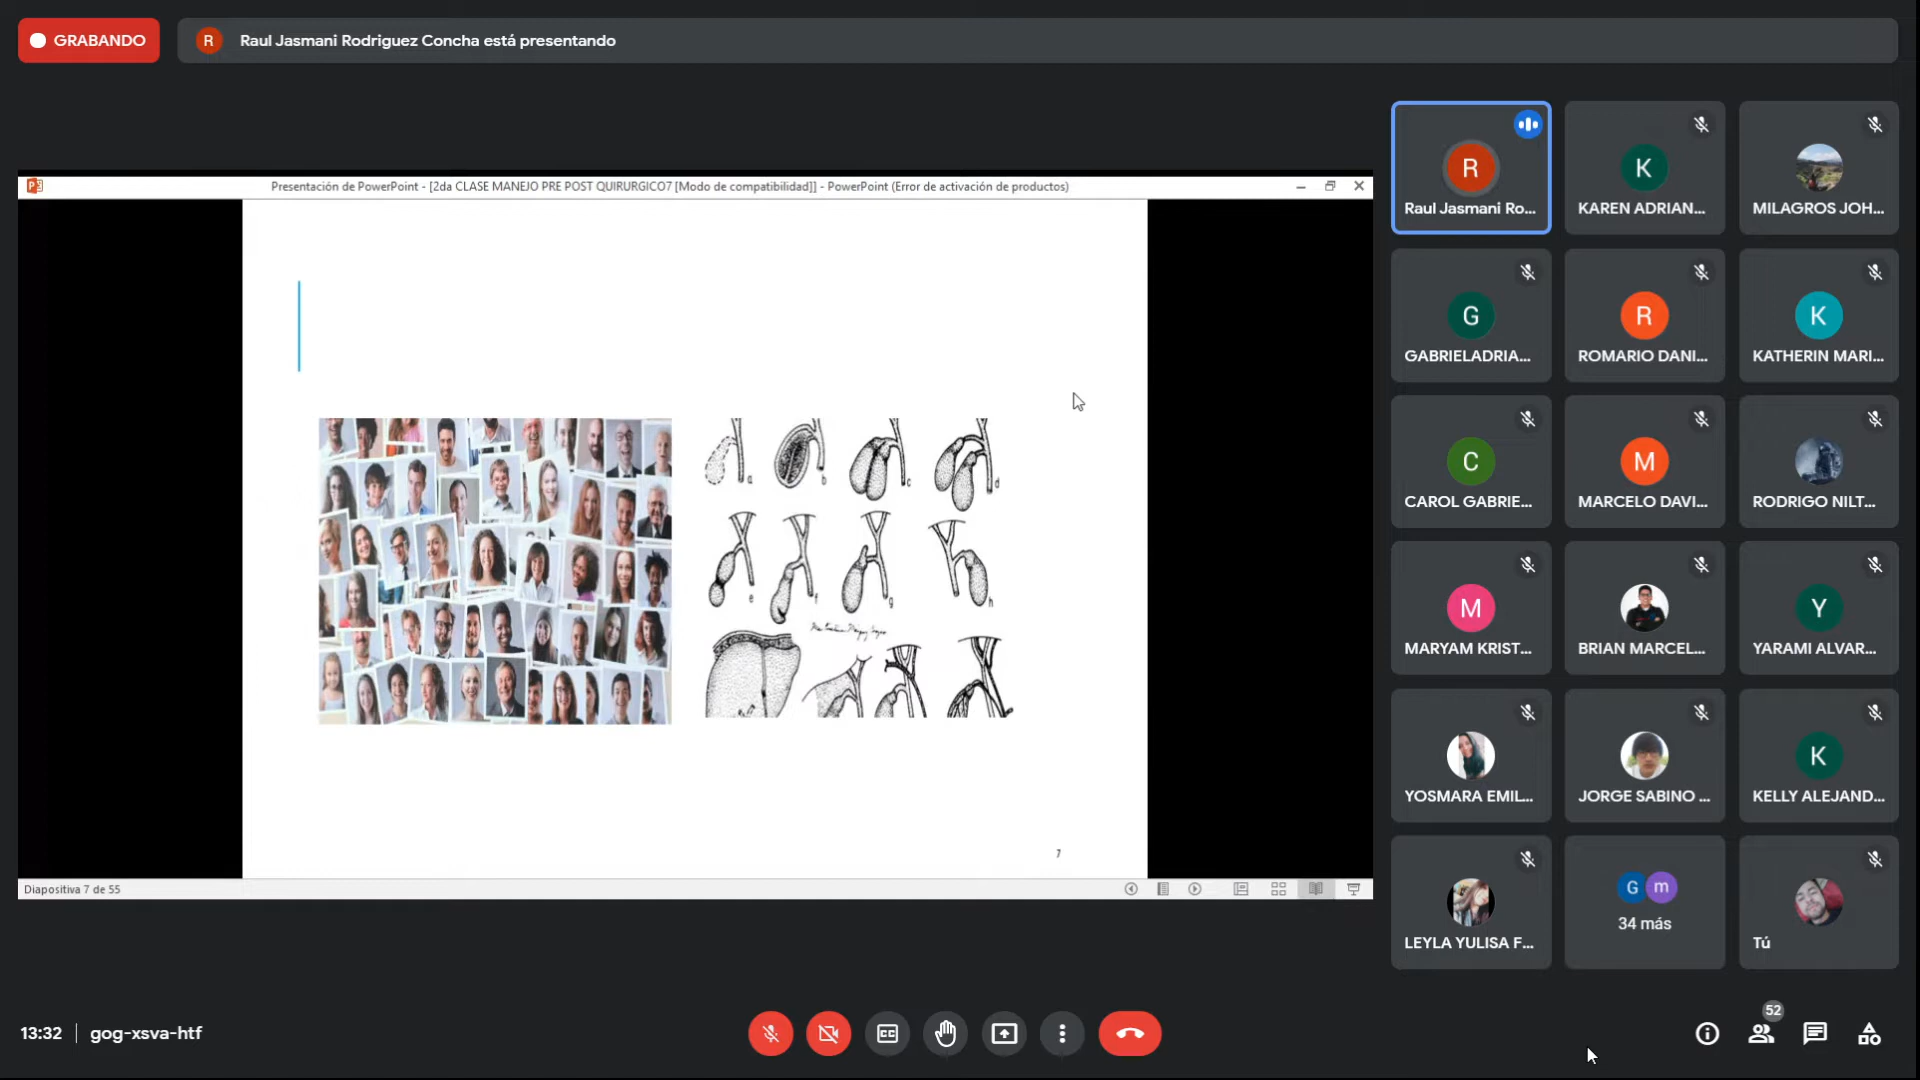 GRABANDO
R
Raul Jasmani Rodriguez Concha está presentando
Presentación de PowerPoint - [2da CLASE MANEJO PRE POST QUIRURGICO7 [Modo de compatibilidad]] - PowerPoint (Error de activación de productos)
a
b
c
d
e
f
g
h
7
Diapositiva 7 de 55
R
Raul Jasmani Ro...
K
KAREN ADRIAN...
MILAGROS JOH...
G
GABRIELADRIA...
R
ROMARIO DANI...
K
KATHERIN MARI...
C
CAROL GABRIE...
M
MARCELO DAVI...
RODRIGO NILT...
M
MARYAM KRIST...
BRIAN MARCEL...
Y
YARAMI ALVAR...
YOSMARA EMIL...
JORGE SABINO ...
K
KELLY ALEJAND...
LEYLA YULISA F...
G m
34 más
Tú
13:32 | gog-xsva-htf
CC
52